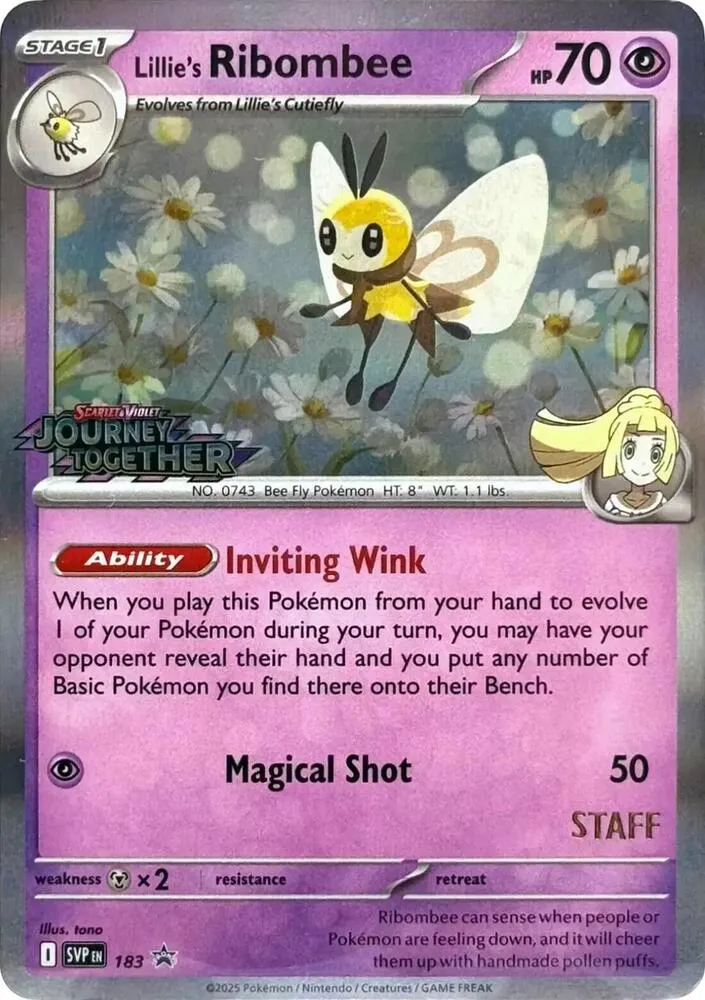 STAGE 1
Lillie's Ribombee
HP 70
Evolves from Lillie's Cutiefly
SCARLET & VIOLET
JOURNEY
TOGETHER
NO. 0743 Bee Fly Pokémon HT: 8" WT: 1.1 lbs.
Ability Inviting Wink
When you play this Pokémon from your hand to evolve
1 of your Pokémon during your turn, you may have your
opponent reveal their hand and you put any number of
Basic Pokémon you find there onto their Bench.
Magical Shot 50
STAFF
weakness ×2 resistance retreat
Illus. tono
I SVP EN 183
Ribombee can sense when people or
Pokémon are feeling down, and it will cheer
them up with handmade pollen puffs.
©2025 Pokémon / Nintendo / Creatures / GAME FREAK